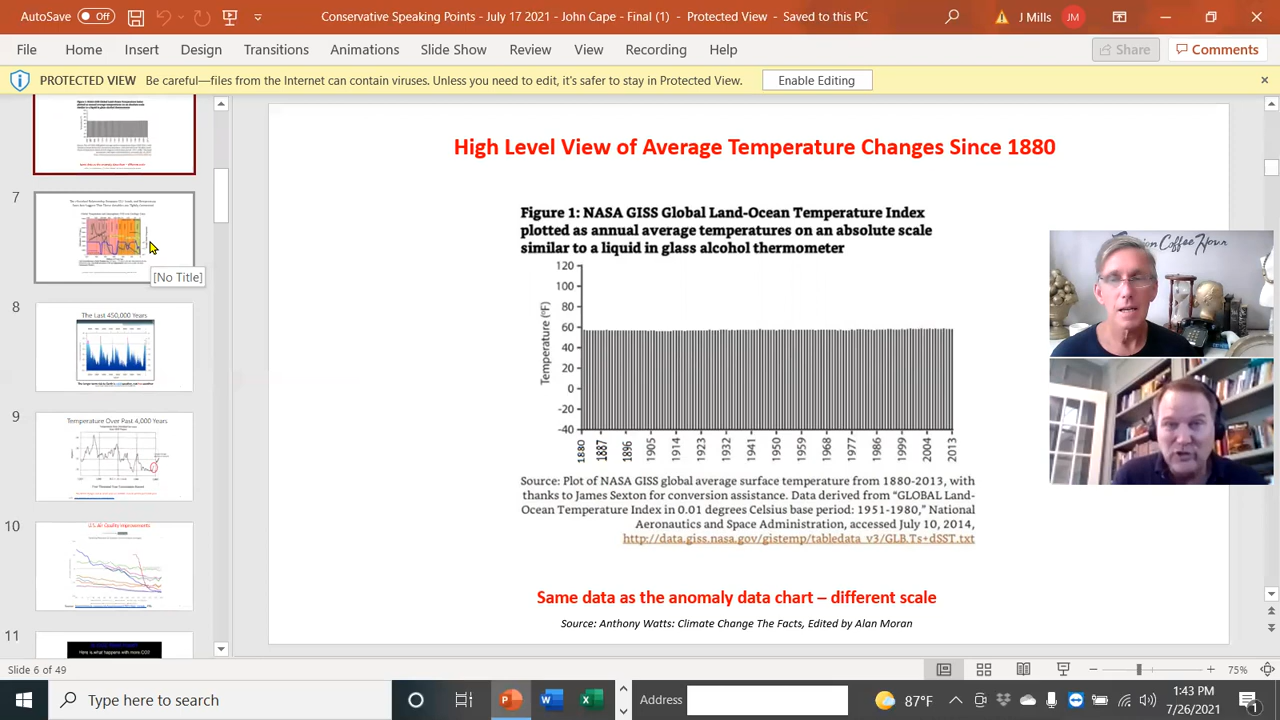 Off
Conservative Speaking Points - July 17 2021 - John Cape - Final (1) - Protected View - Saved to this PC
J Mills
JM
File Home Insert Design Transitions Animations Slide Show Review View Recording Help
Share
Comments
PROTECTED VIEW Be careful—files from the Internet can contain viruses. Unless you need to edit, it's safer to stay in Protected View.
Enable Editing
7
[No Title]
8
The Last 450,000 Years
9
Temperature Over Past 4,000 Years
10
U.S. Air Quality Improvements
11
Here is what happens with more CO2
High Level View of Average Temperature Changes Since 1880
Figure 1: NASA GISS Global Land-Ocean Temperature Index
plotted as annual average temperatures on an absolute scale
similar to a liquid in glass alcohol thermometer
Temperature (°F)
120
100
80
60
40
20
0
-20
-40
1880 1887 1896 1905 1914 1923 1932 1941 1950 1959 1968 1977 1986 1999 2004 2013
Source: Plot of NASA GISS global average surface temperature from 1880-2013, with
thanks to James Sexton for conversion assistance. Data derived from “GLOBAL Land-
Ocean Temperature Index in 0.01 degrees Celsius base period: 1951-1980,” National
Aeronautics and Space Administration, accessed July 10, 2014,
http://data.giss.nasa.gov/gistemp/tabledata_v3/GLB.Ts+dSST.txt
Same data as the anomaly data chart – different scale
Source: Anthony Watts: Climate Change The Facts, Edited by Alan Moran
Coffee Hour
Slide 6 of 49
75%
Type here to search
Address
87°F
1:43 PM
7/26/2021
1